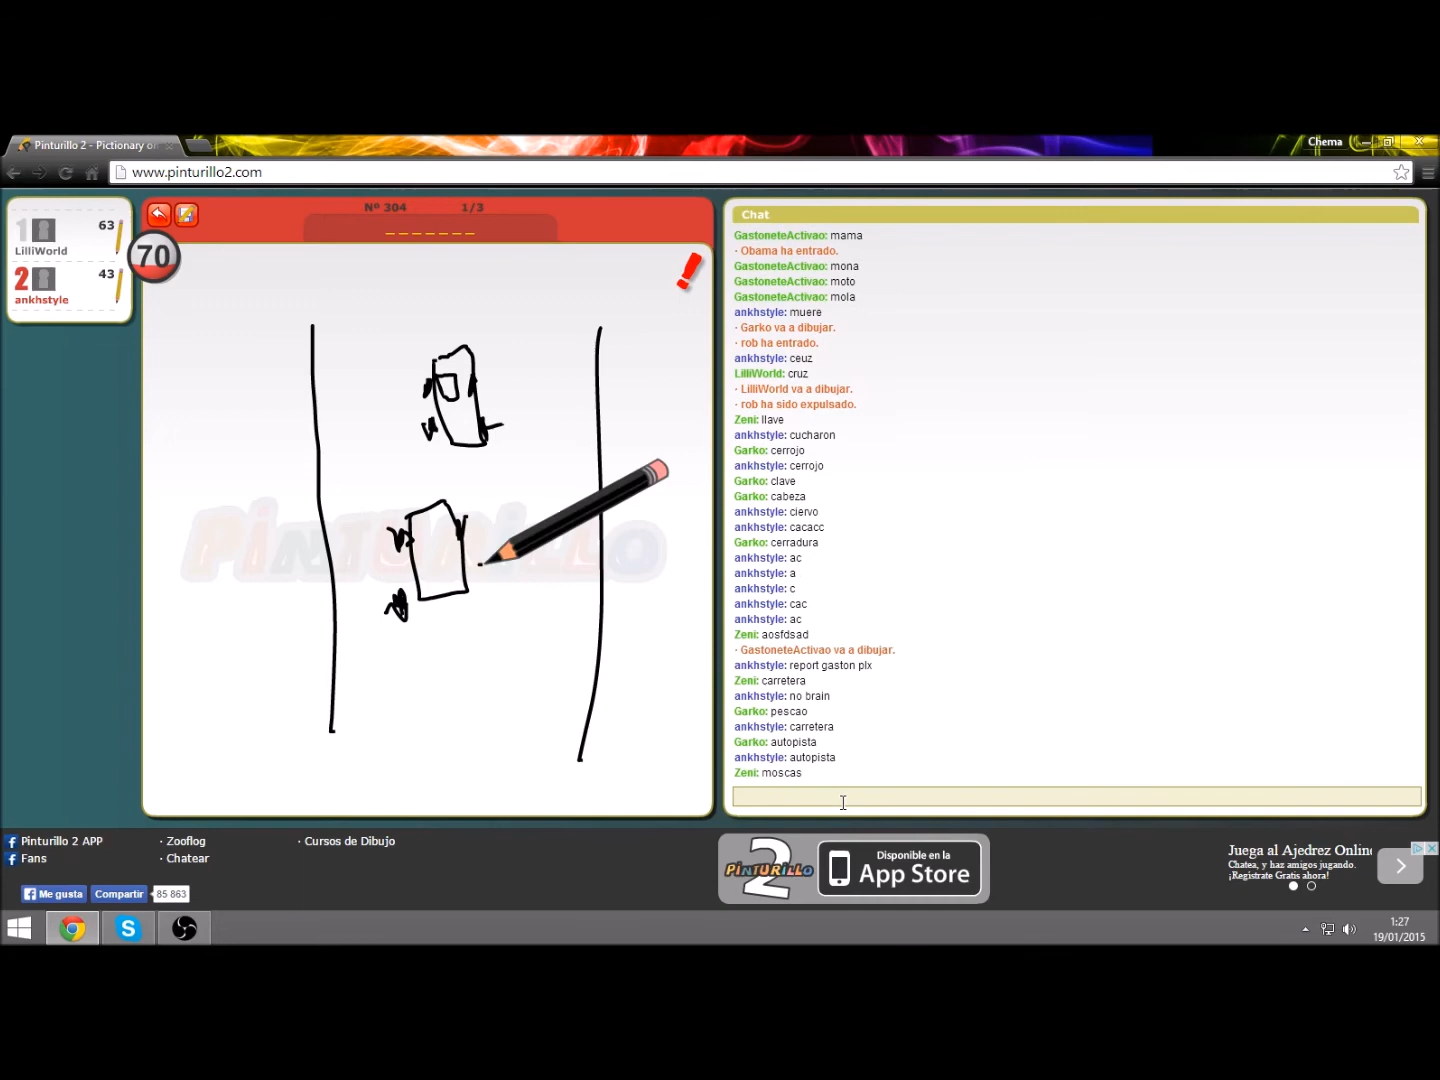 Pinturillo 2 - Pictionary on
Chema
www.pinturillo2.com
1
63
LilliWorld
2
43
ankhstyle
70
Nº 304
1/3
_ _ _ _ _ _ _
!
PINTURILLO
Chat
GastoneteActivao: mama
· Obama ha entrado.
GastoneteActivao: mona
GastoneteActivao: moto
GastoneteActivao: mola
ankhstyle: muere
· Garko va a dibujar.
· rob ha entrado.
ankhstyle: ceuz
LilliWorld: cruz
· LilliWorld va a dibujar.
· rob ha sido expulsado.
Zeni: llave
ankhstyle: cucharon
Garko: cerrojo
ankhstyle: cerrojo
Garko: clave
Garko: cabeza
ankhstyle: ciervo
ankhstyle: cacacc
Garko: cerradura
ankhstyle: ac
ankhstyle: a
ankhstyle: c
ankhstyle: cac
ankhstyle: ac
Zeni: aosfdsad
· GastoneteActivao va a dibujar.
ankhstyle: report gaston plx
Zeni: carretera
ankhstyle: no brain
Garko: pescao
ankhstyle: carretera
Garko: autopista
ankhstyle: autopista
Zeni: moscas
Pinturillo 2 APP
Fans
· Zooflog
· Chatear
· Cursos de Dibujo
Me gusta
Compartir
85 863
PINTURILLO 2
Disponible en la
App Store
Juega al Ajedrez Online
Chatea, y haz amigos jugando.
¡Registrate Gratis ahora!
1:27
19/01/2015